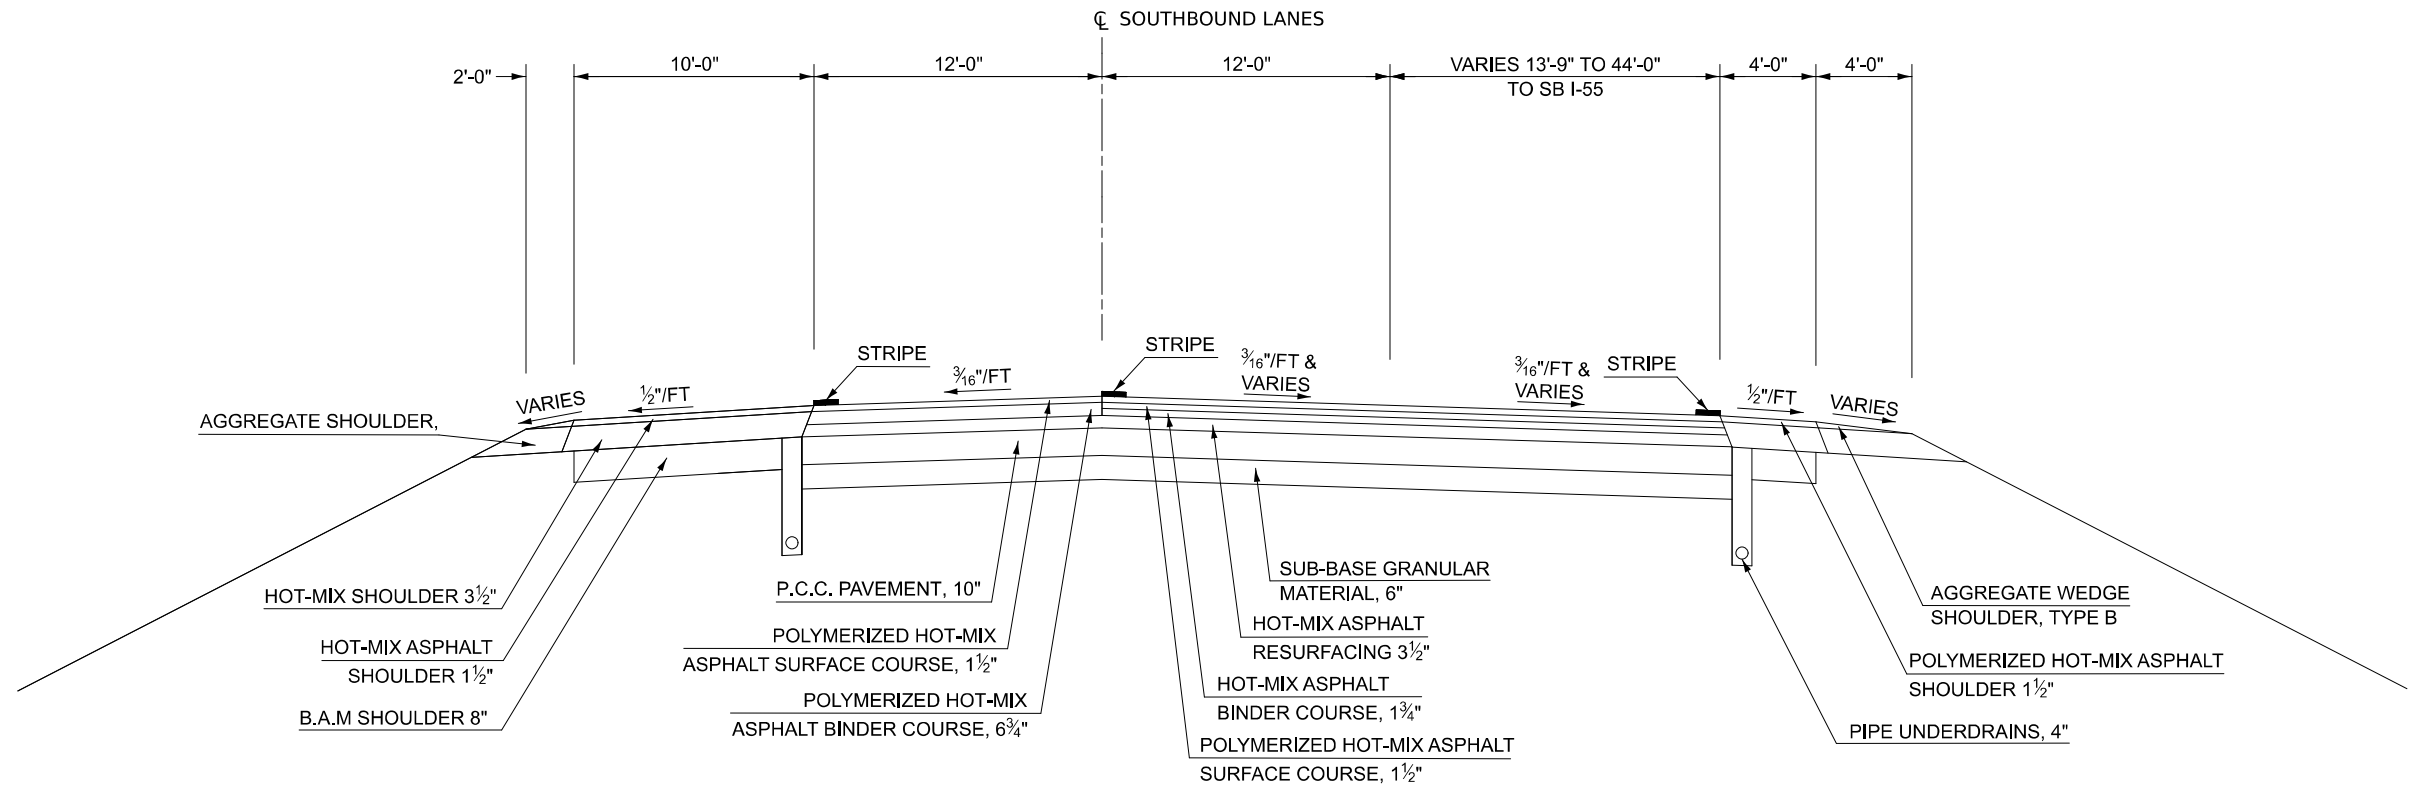 ℄ SOUTHBOUND LANES
2'-0"
10'-0"
12'-0"
12'-0"
VARIES 13'-9" TO 44'-0"
TO SB I-55
4'-0"
4'-0"
STRIPE
STRIPE
STRIPE
AGGREGATE SHOULDER,
VARIES
½"/FT
³⁄₁₆"/FT
³⁄₁₆"/FT &
VARIES
³⁄₁₆"/FT &
VARIES
½"/FT
VARIES
HOT-MIX SHOULDER 3½"
HOT-MIX ASPHALT
SHOULDER 1½"
B.A.M SHOULDER 8"
P.C.C. PAVEMENT, 10"
POLYMERIZED HOT-MIX
ASPHALT SURFACE COURSE, 1½"
POLYMERIZED HOT-MIX
ASPHALT BINDER COURSE, 6¾"
SUB-BASE GRANULAR
MATERIAL, 6"
HOT-MIX ASPHALT
RESURFACING 3½"
HOT-MIX ASPHALT
BINDER COURSE, 1¾"
POLYMERIZED HOT-MIX ASPHALT
SURFACE COURSE, 1½"
AGGREGATE WEDGE
SHOULDER, TYPE B
POLYMERIZED HOT-MIX ASPHALT
SHOULDER 1½"
PIPE UNDERDRAINS, 4"